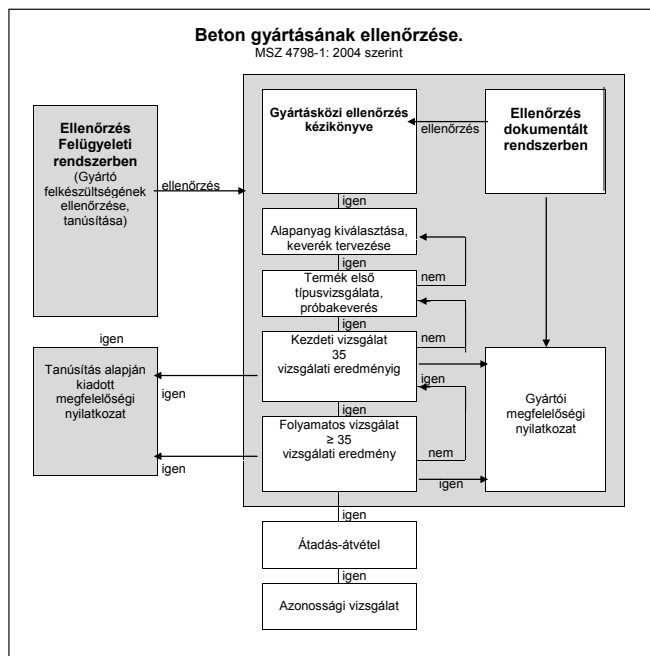 Beton gyártásának ellenőrzése.
MSZ 4798-1: 2004 szerint
Ellenőrzés
Felügyeleti
rendszerben
(Gyártó
felkészültségének
ellenőrzése,
tanúsítása)
ellenőrzés
Gyártásközi ellenőrzés
kézikönyve
ellenőrzés
Ellenőrzés
dokumentált
rendszerben
igen
Alapanyag kiválasztása,
keverék tervezése
igen
nem
Termék első
típusvizsgálata,
próbakeverés
igen
nem
igen
Kezdeti vizsgálat
35
vizsgálati eredményig
igen
igen
Tanúsítás alapján
kiadott
megfelelőségi
nyilatkozat
Gyártói
megfelelőségi
nyilatkozat
igen
Folyamatos vizsgálat
≥ 35
vizsgálati eredmény
nem
igen
igen
igen
Átadás-átvétel
igen
Azonossági vizsgálat